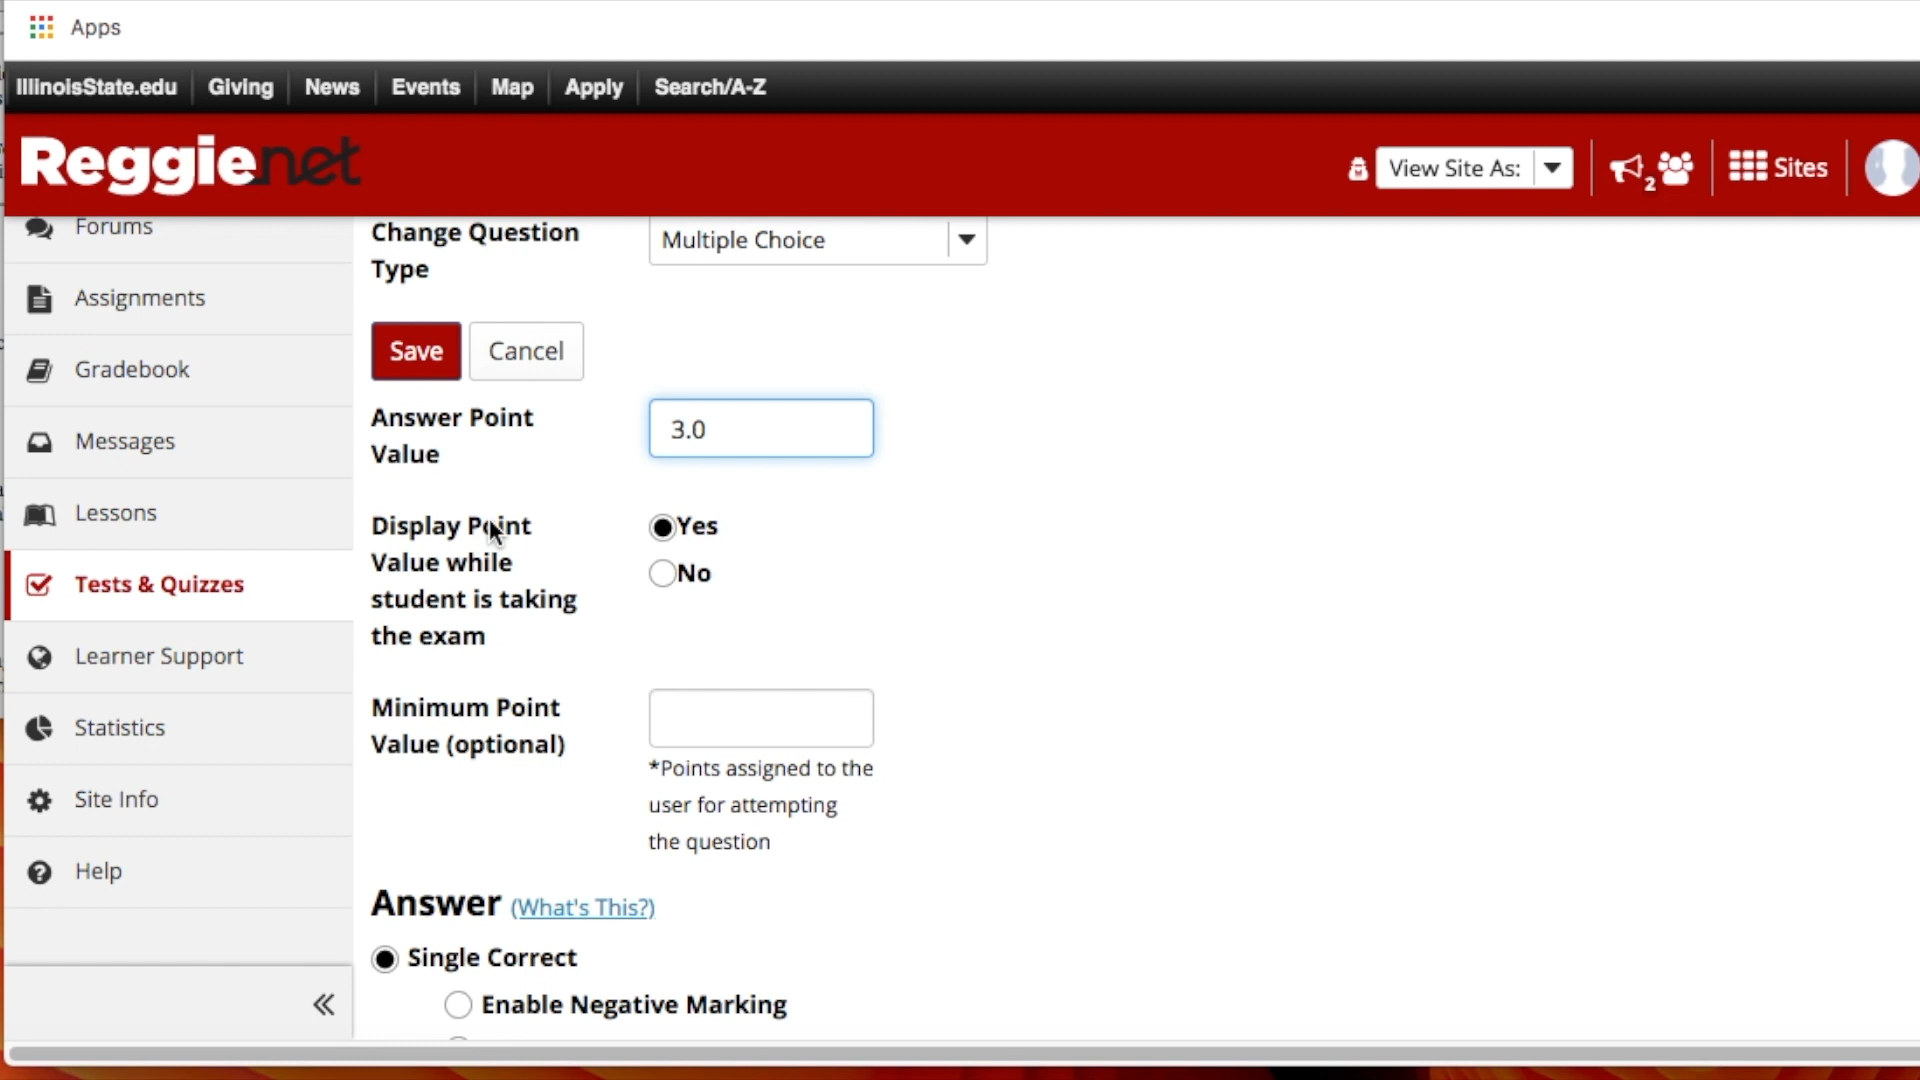 Apps
IllinoisState.edu Giving News Events Map Apply Search/A-Z
Reggienet
View Site As:
2
Sites
Forums
Assignments
Gradebook
Messages
Lessons
Tests & Quizzes
Learner Support
Statistics
Site Info
Help
Change Question
Type
Multiple Choice
Save Cancel
Answer Point
Value
3.0
Display Point
Value while
student is taking
the exam
Yes
No
Minimum Point
Value (optional)
*Points assigned to the
user for attempting
the question
Answer (What's This?)
Single Correct
Enable Negative Marking